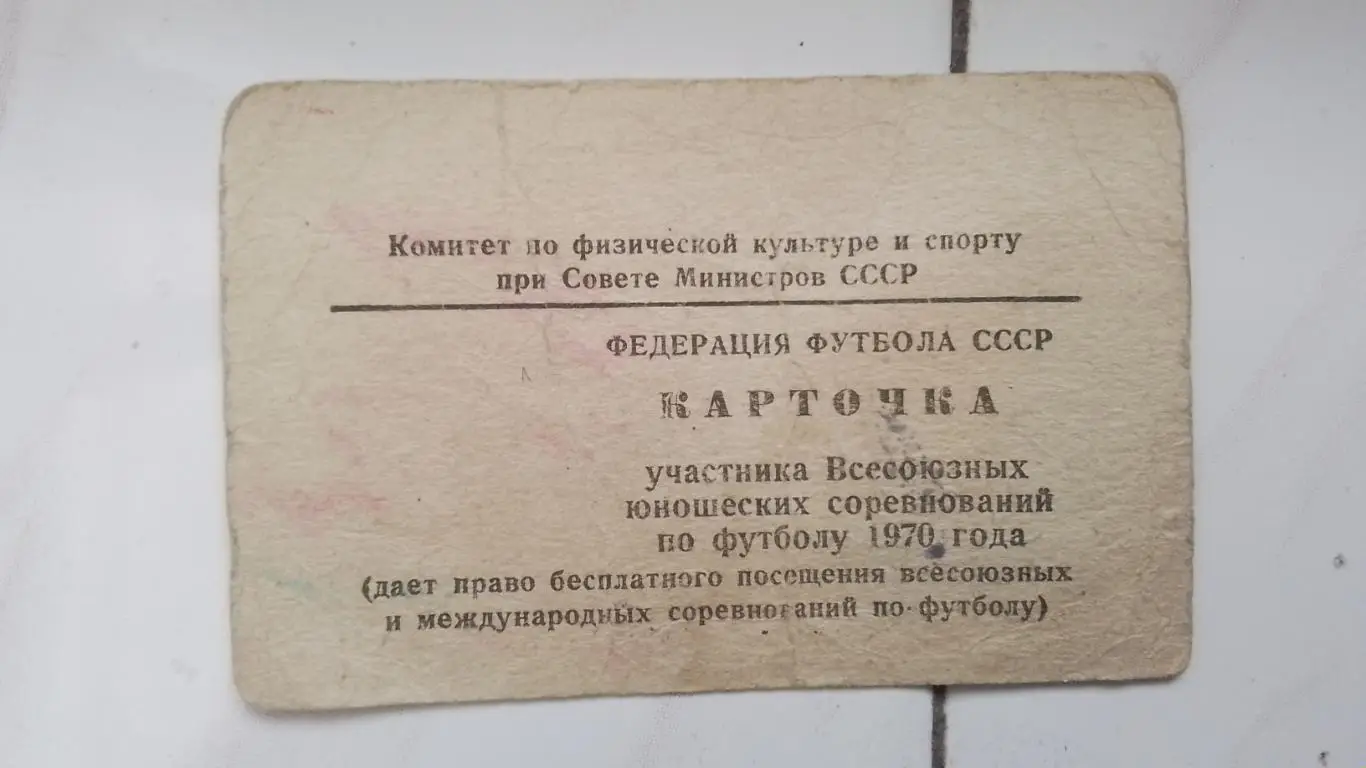 Комитет по физической культуре и спорту
при Совете Министров СССР
ФЕДЕРАЦИЯ ФУТБОЛА СССР
КАРТОЧКА
участника Всесоюзных
юношеских соревнований
по футболу 1970 года
(дает право бесплатного посещения всесоюзных
и международных соревнований по футболу)